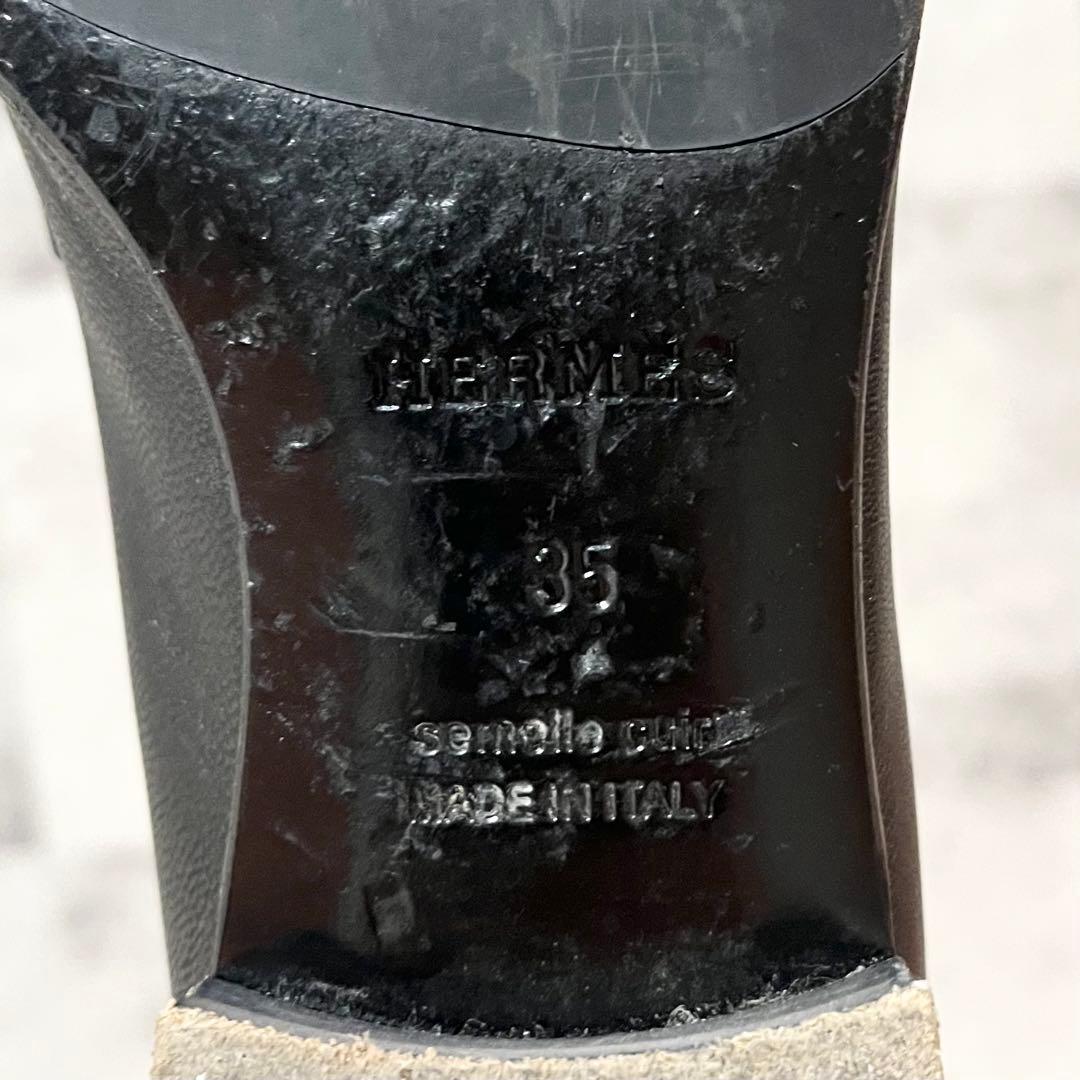 HERMES
35
semelle cuir
MADE IN ITALY